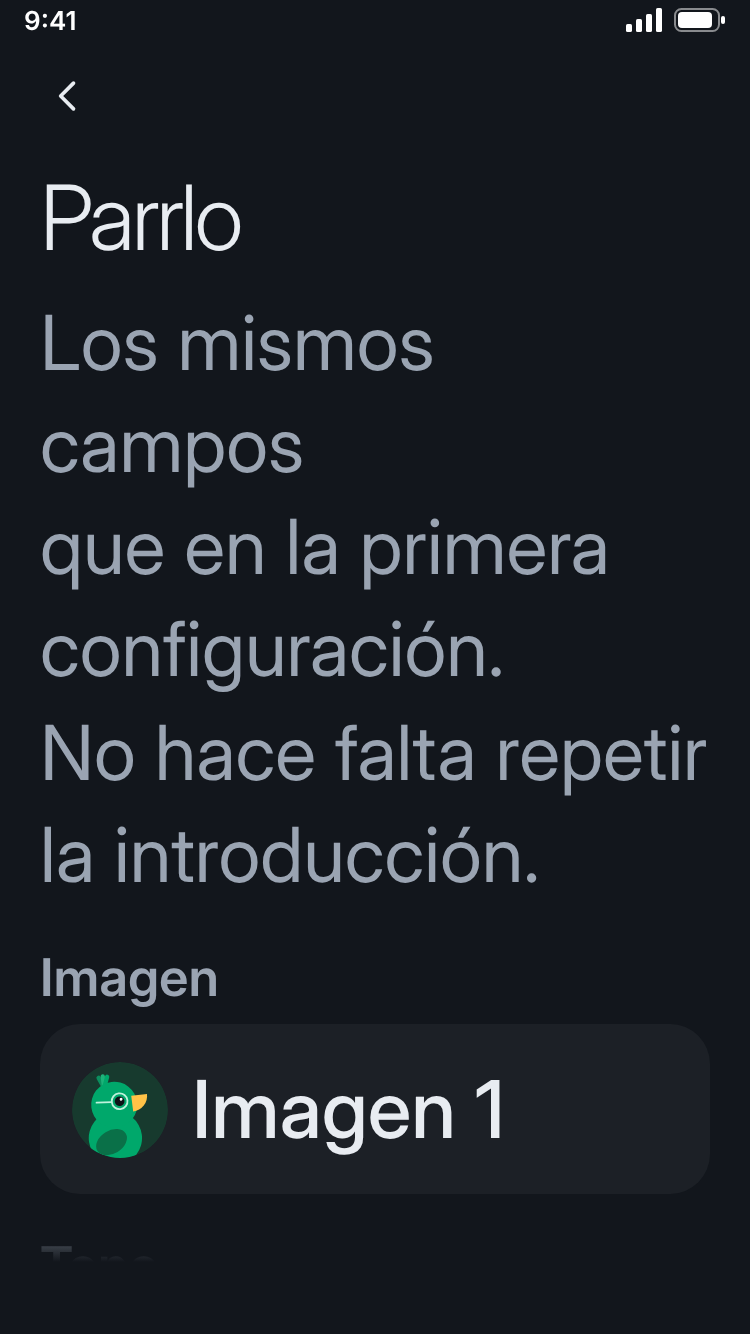 9:41
Parrlo
Los mismos
campos
que en la primera
configuración.
No hace falta repetir
la introducción.
Imagen
Imagen 1